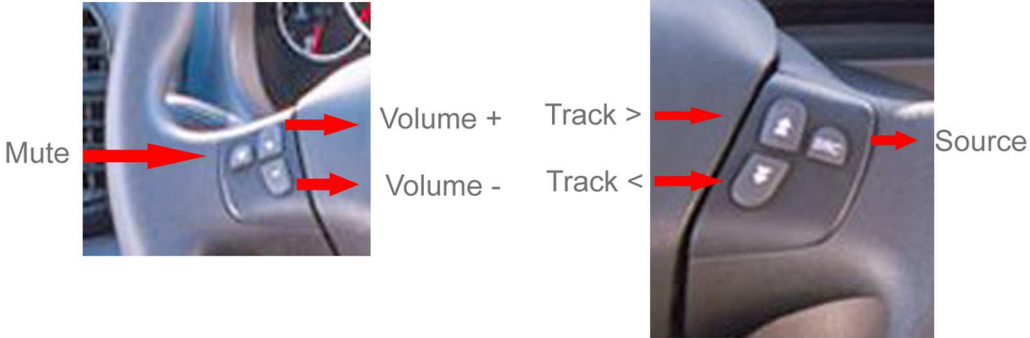 Mute
Volume +
Volume -
Track >
Track <
SRC
Source